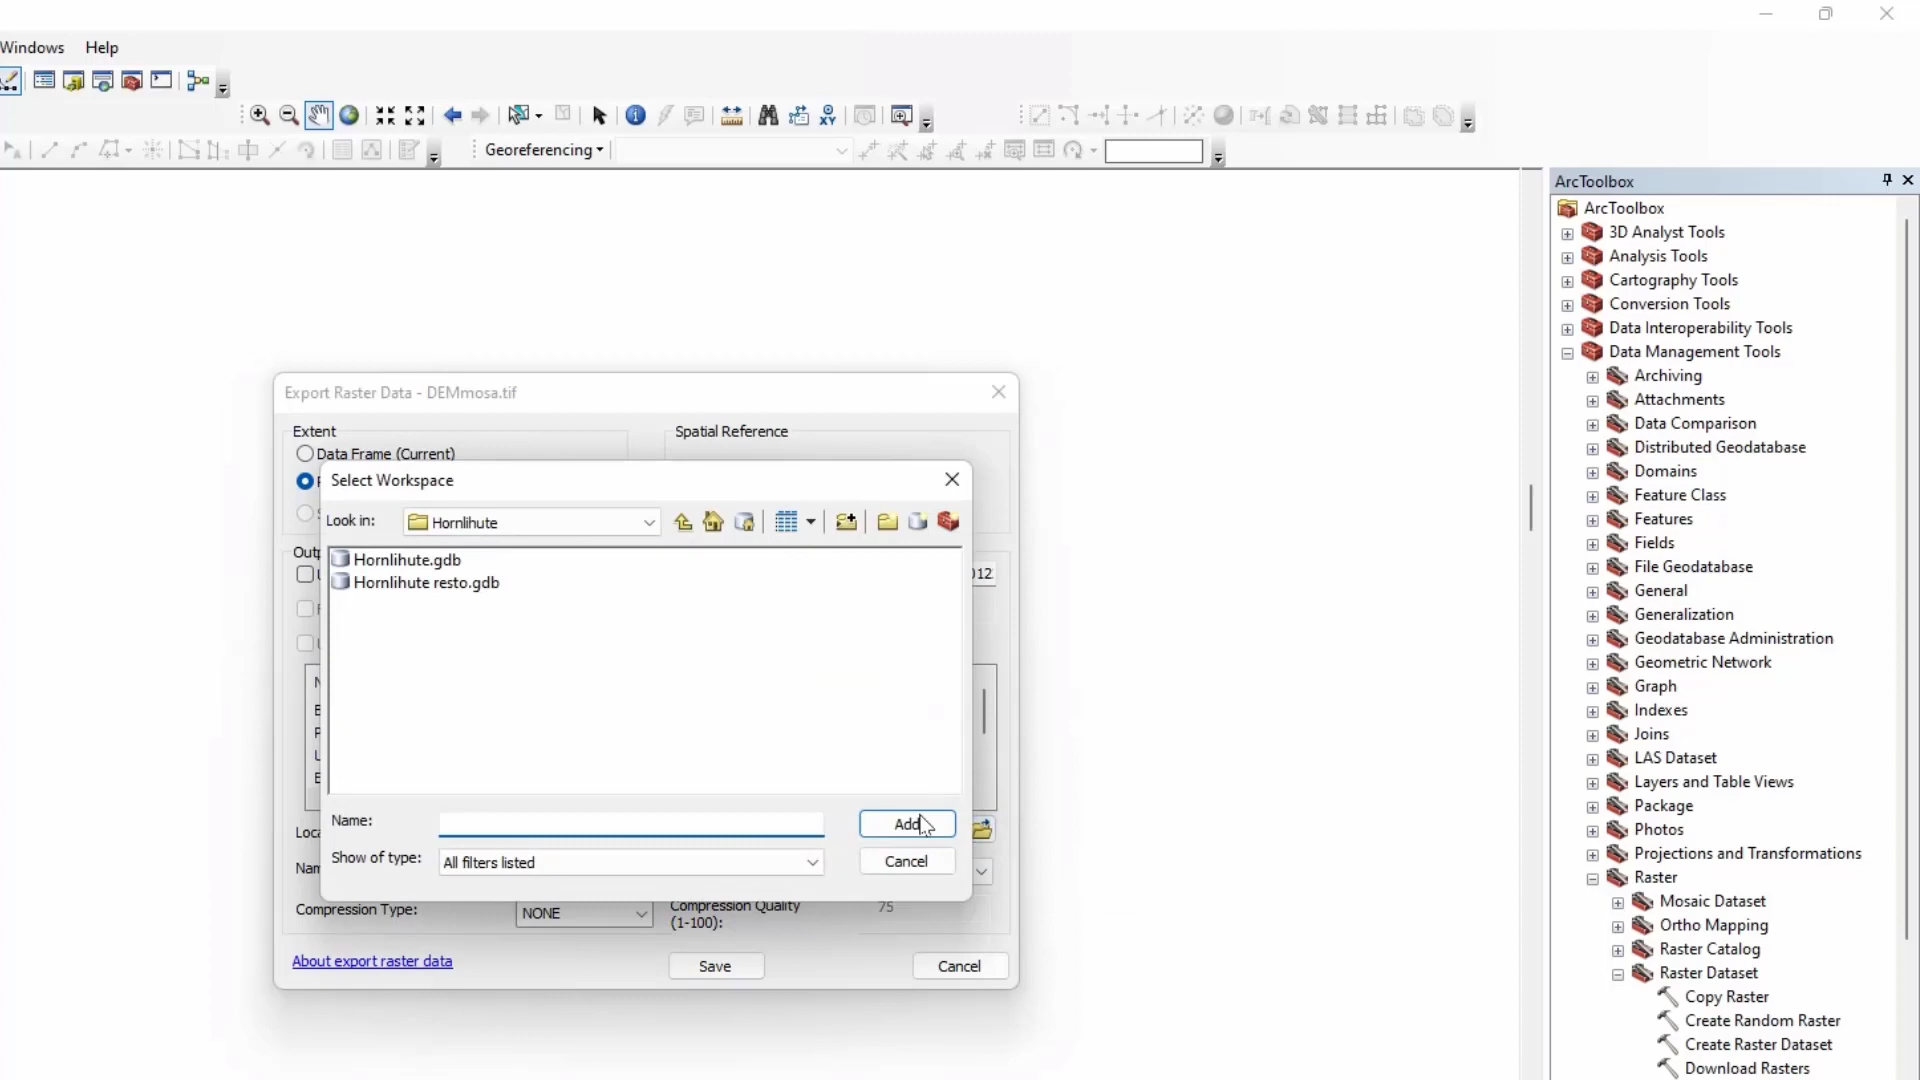 Windows Help
Georeferencing
ArcToolbox
ArcToolbox
3D Analyst Tools
Analysis Tools
Cartography Tools
Conversion Tools
Data Interoperability Tools
Data Management Tools
Archiving
Attachments
Data Comparison
Distributed Geodatabase
Domains
Feature Class
Features
Fields
File Geodatabase
General
Generalization
Geodatabase Administration
Geometric Network
Graph
Indexes
Joins
LAS Dataset
Layers and Table Views
Package
Photos
Projections and Transformations
Raster
Mosaic Dataset
Ortho Mapping
Raster Catalog
Raster Dataset
Copy Raster
Create Random Raster
Create Raster Dataset
Download Rasters
Export Raster Data - DEMmosa.tif
Extent
Spatial Reference
Data Frame (Current)
Select Workspace
Look in: Hornlihute
Hornlihute.gdb
Hornlihute resto.gdb
Name:
Add
Show of type: All filters listed
Cancel
Compression Type: NONE
Compression Quality
(1-100):
75
About export raster data
Save
Cancel